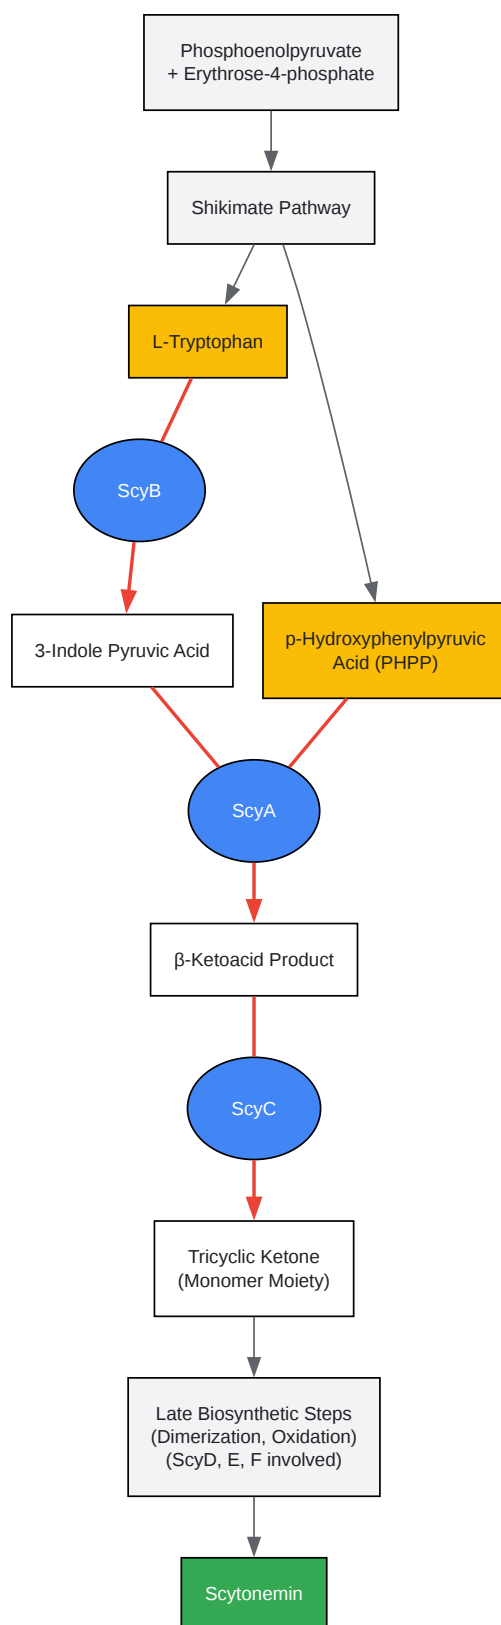 Phosphoenolpyruvate
+ Erythrose-4-phosphate
Shikimate Pathway
L-Tryptophan
ScyB
3-Indole Pyruvic Acid
p-Hydroxyphenylpyruvic
Acid (PHPP)
ScyA
β-Ketoacid Product
ScyC
Tricyclic Ketone
(Monomer Moiety)
Late Biosynthetic Steps
(Dimerization, Oxidation)
(ScyD, E, F involved)
Scytonemin